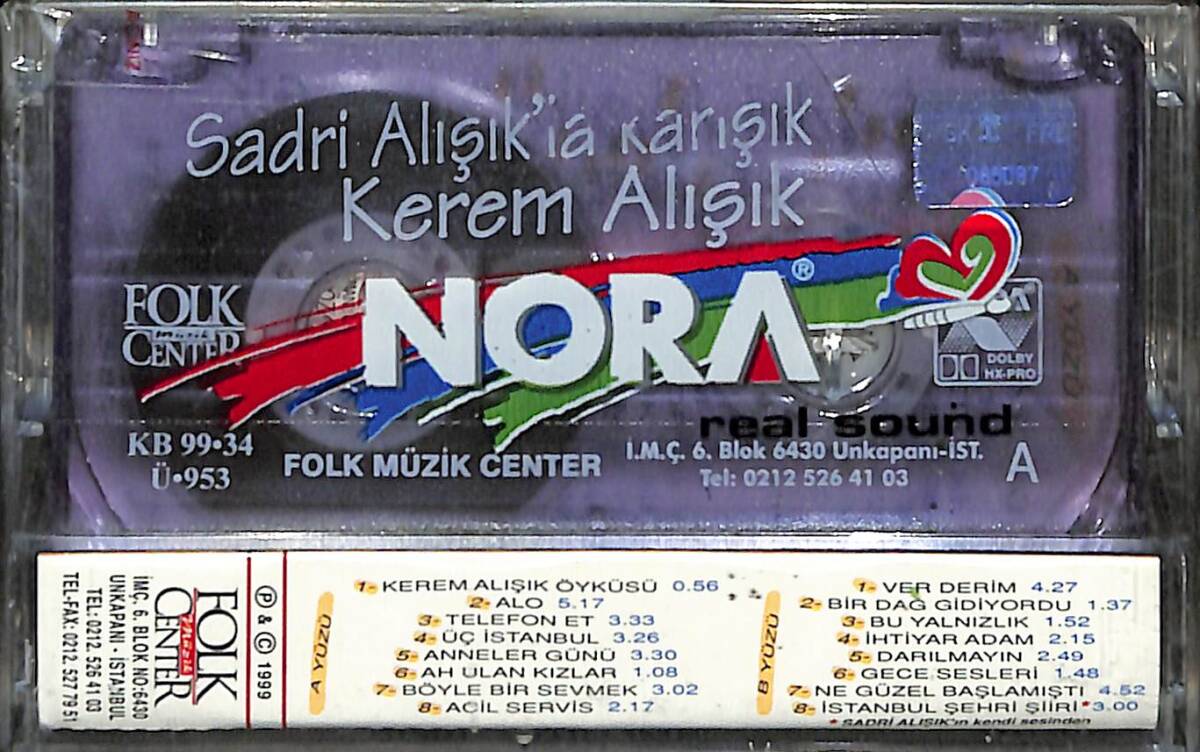 Sadri Alışık'la karışık
Kerem Alışık
FOLK
müzik
CENTER
NORA®
real sound
DOLBY
HX-PRO
KB 99•34
Ü•953
FOLK MÜZİK CENTER
İ.M.Ç. 6. Blok 6430 Unkapanı-İST.
Tel: 0212 526 41 03
A
FOLK
müzik
CENTER
İMÇ. 6. BLOK NO:6430
UNKAPANI - İSTANBUL
TEL: 0212. 526 41 00
TEL-FAX: 0212. 527 79 51
℗ & © 1999
A YÜZÜ
1- KEREM ALIŞIK ÖYKÜSÜ 0.56
2- ALO 5.17
3- TELEFON ET 3.33
4- ÜÇ İSTANBUL 3.26
5- ANNELER GÜNÜ 3.30
6- AH ULAN KIZLAR 1.08
7- BÖYLE BİR SEVMEK 3.02
8- ACİL SERVİS 2.17
B YÜZÜ
1- VER DERİM 4.27
2- BİR DAĞ GİDİYORDU 1.37
3- BU YALNIZLIK 1.52
4- İHTİYAR ADAM 2.15
5- DARILMAYIN 2.49
6- GECE SESLERİ 1.48
7- NE GÜZEL BAŞLAMIŞTI 4.52
8- İSTANBUL ŞEHRİ ŞİİRİ*3.00
* SADRİ ALIŞIK'ın kendi sesinden